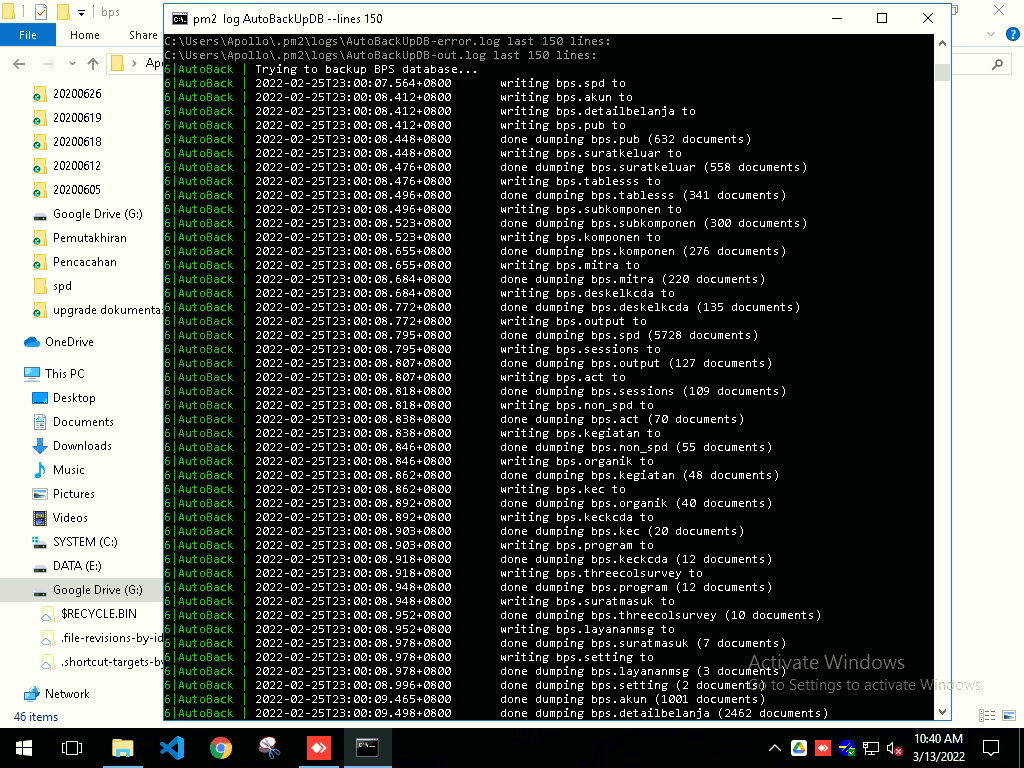 bps
pm2  log AutoBackUpDB --lines 150
File
Home
Share
C:\Users\Apollo\.pm2\logs\AutoBackUpDB-error.log last 150 lines:
C:\Users\Apollo\.pm2\logs\AutoBackUpDB-out.log last 150 lines:
6|AutoBack | Trying to backup BPS database...
6|AutoBack | 2022-02-25T23:00:07.564+0800 writing bps.spd to
6|AutoBack | 2022-02-25T23:00:08.412+0800 writing bps.akun to
6|AutoBack | 2022-02-25T23:00:08.412+0800 writing bps.detailbelanja to
6|AutoBack | 2022-02-25T23:00:08.412+0800 writing bps.pub to
6|AutoBack | 2022-02-25T23:00:08.448+0800 done dumping bps.pub (632 documents)
6|AutoBack | 2022-02-25T23:00:08.448+0800 writing bps.suratkeluar to
6|AutoBack | 2022-02-25T23:00:08.476+0800 done dumping bps.suratkeluar (558 documents)
6|AutoBack | 2022-02-25T23:00:08.476+0800 writing bps.tablesss to
6|AutoBack | 2022-02-25T23:00:08.496+0800 done dumping bps.tablesss (341 documents)
6|AutoBack | 2022-02-25T23:00:08.496+0800 writing bps.subkomponen to
6|AutoBack | 2022-02-25T23:00:08.523+0800 done dumping bps.subkomponen (300 documents)
6|AutoBack | 2022-02-25T23:00:08.523+0800 writing bps.komponen to
6|AutoBack | 2022-02-25T23:00:08.655+0800 done dumping bps.komponen (276 documents)
6|AutoBack | 2022-02-25T23:00:08.655+0800 writing bps.mitra to
6|AutoBack | 2022-02-25T23:00:08.684+0800 done dumping bps.mitra (220 documents)
6|AutoBack | 2022-02-25T23:00:08.684+0800 writing bps.deskelkcda to
6|AutoBack | 2022-02-25T23:00:08.772+0800 done dumping bps.deskelkcda (135 documents)
6|AutoBack | 2022-02-25T23:00:08.772+0800 writing bps.output to
6|AutoBack | 2022-02-25T23:00:08.795+0800 done dumping bps.spd (5728 documents)
6|AutoBack | 2022-02-25T23:00:08.795+0800 writing bps.sessions to
6|AutoBack | 2022-02-25T23:00:08.807+0800 done dumping bps.output (127 documents)
6|AutoBack | 2022-02-25T23:00:08.807+0800 writing bps.act to
6|AutoBack | 2022-02-25T23:00:08.818+0800 done dumping bps.sessions (109 documents)
6|AutoBack | 2022-02-25T23:00:08.818+0800 writing bps.non_spd to
6|AutoBack | 2022-02-25T23:00:08.838+0800 done dumping bps.act (70 documents)
6|AutoBack | 2022-02-25T23:00:08.838+0800 writing bps.kegiatan to
6|AutoBack | 2022-02-25T23:00:08.846+0800 done dumping bps.non_spd (55 documents)
6|AutoBack | 2022-02-25T23:00:08.846+0800 writing bps.organik to
6|AutoBack | 2022-02-25T23:00:08.862+0800 done dumping bps.kegiatan (48 documents)
6|AutoBack | 2022-02-25T23:00:08.862+0800 writing bps.kec to
6|AutoBack | 2022-02-25T23:00:08.892+0800 done dumping bps.organik (40 documents)
6|AutoBack | 2022-02-25T23:00:08.892+0800 writing bps.keckcda to
6|AutoBack | 2022-02-25T23:00:08.903+0800 done dumping bps.kec (20 documents)
6|AutoBack | 2022-02-25T23:00:08.903+0800 writing bps.program to
6|AutoBack | 2022-02-25T23:00:08.918+0800 done dumping bps.keckcda (12 documents)
6|AutoBack | 2022-02-25T23:00:08.918+0800 writing bps.threecolsurvey to
6|AutoBack | 2022-02-25T23:00:08.948+0800 done dumping bps.program (12 documents)
6|AutoBack | 2022-02-25T23:00:08.948+0800 writing bps.suratmasuk to
6|AutoBack | 2022-02-25T23:00:08.952+0800 done dumping bps.threecolsurvey (10 documents)
6|AutoBack | 2022-02-25T23:00:08.952+0800 writing bps.layananmsg to
6|AutoBack | 2022-02-25T23:00:08.978+0800 done dumping bps.suratmasuk (7 documents)
6|AutoBack | 2022-02-25T23:00:08.978+0800 writing bps.setting to
6|AutoBack | 2022-02-25T23:00:08.978+0800 done dumping bps.layananmsg (3 documents)
6|AutoBack | 2022-02-25T23:00:08.996+0800 done dumping bps.setting (2 documents)
6|AutoBack | 2022-02-25T23:00:09.465+0800 done dumping bps.akun (1001 documents)
6|AutoBack | 2022-02-25T23:00:09.498+0800 done dumping bps.detailbelanja (2462 documents)
Apo
20200626
20200619
20200618
20200612
20200605
Google Drive (G:)
Pemutakhiran
Pencacahan
spd
upgrade dokumenta
OneDrive
This PC
Desktop
Documents
Downloads
Music
Pictures
Videos
SYSTEM (C:)
DATA (E:)
Google Drive (G:)
$RECYCLE.BIN
.file-revisions-by-id
.shortcut-targets-by
Network
46 items
Activate Windows
Go to Settings to activate Windows.
10:40 AM
3/13/2022